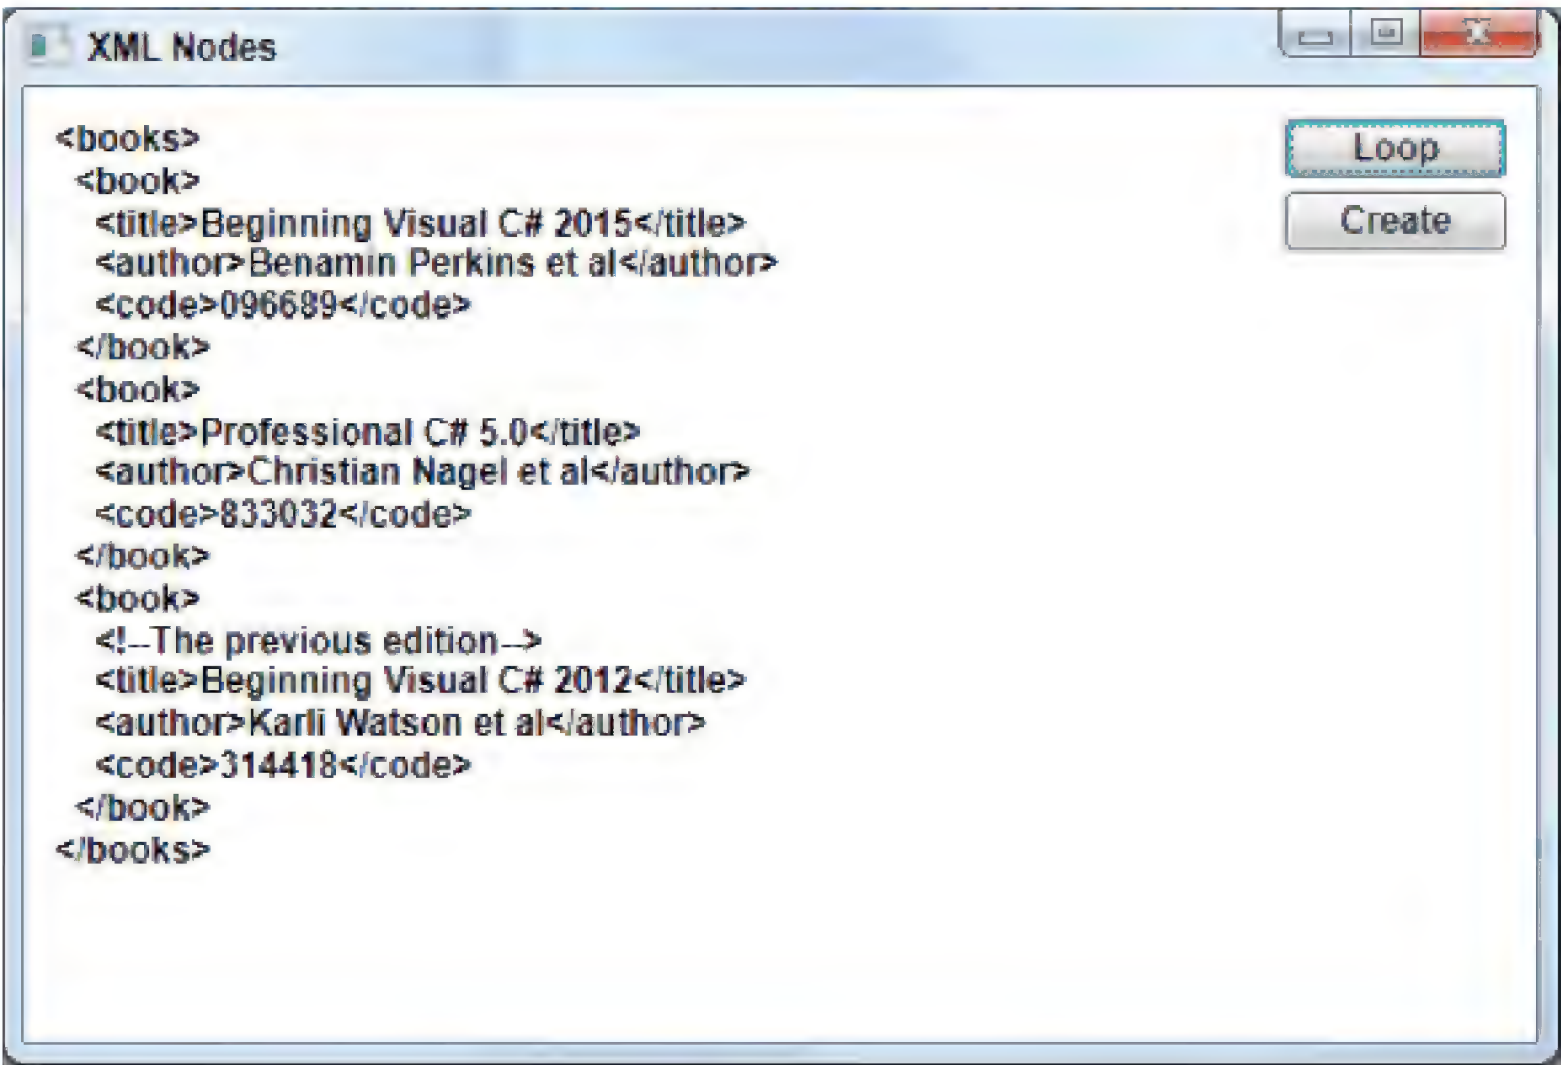 XML Nodes
<books>
<book>
<title>Beginning Visual C# 2015</title>
<author>Benamin Perkins et al</author>
<code>096689</code>
</book>
<book>
<title>Professional C# 5.0</title>
<author>Christian Nagel et al</author>
<code>833032</code>
</book>
<book>
<!--The previous edition-->
<title>Beginning Visual C# 2012</title>
<author>Karli Watson et al</author>
<code>314418</code>
</book>
</books>
Loop
Create